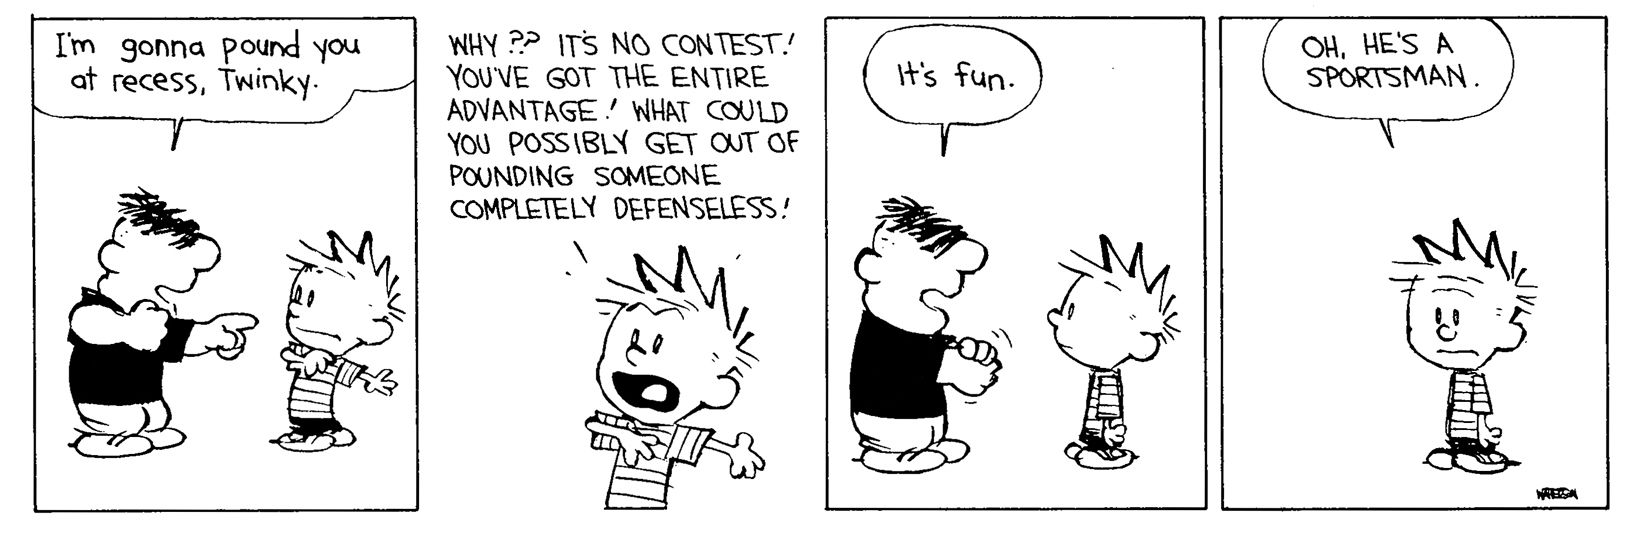 I'm gonna pound you
at recess, Twinky.
WHY?? IT'S NO CONTEST!
YOU'VE GOT THE ENTIRE
ADVANTAGE! WHAT COULD
YOU POSSIBLY GET OUT OF
POUNDING SOMEONE
COMPLETELY DEFENSELESS!
It's fun.
OH, HE'S A
SPORTSMAN.
WATTERSON